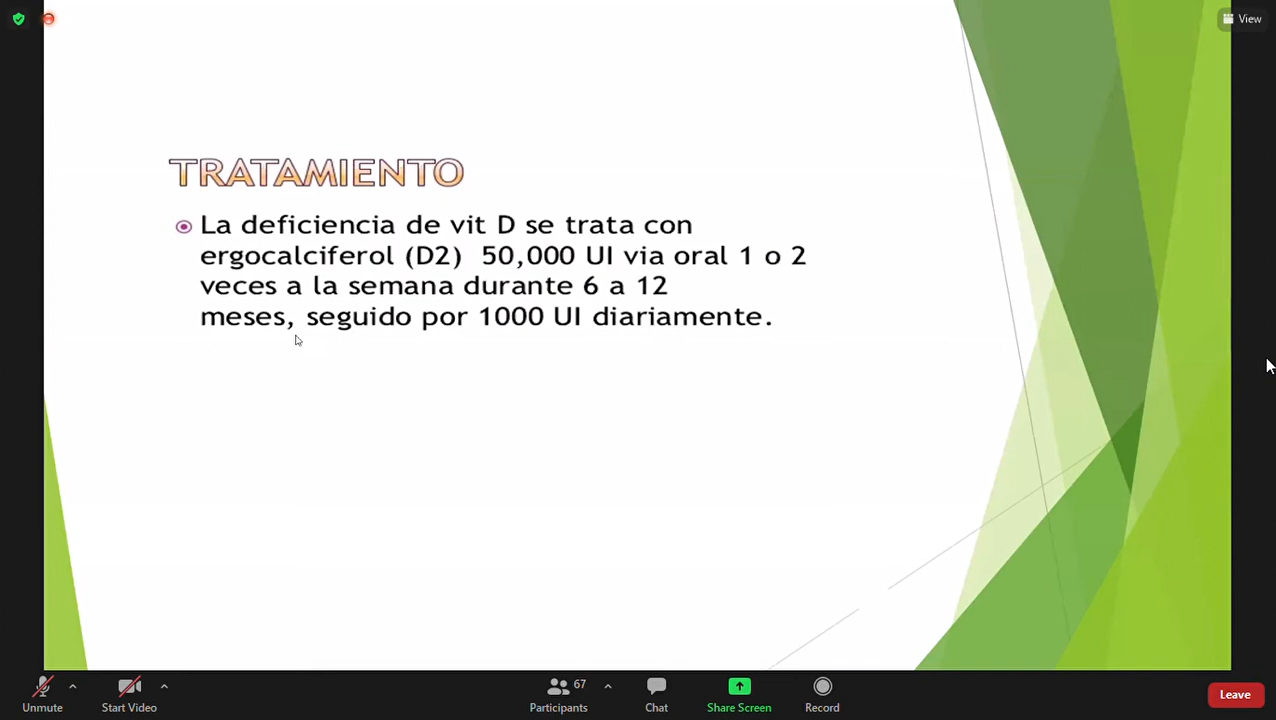 View
TRATAMIENTO
La deficiencia de vit D se trata con
ergocalciferol (D2) 50,000 UI via oral 1 o 2
veces a la semana durante 6 a 12
meses, seguido por 1000 UI diariamente.
Unmute
Start Video
67
Participants
Chat
Share Screen
Record
Leave